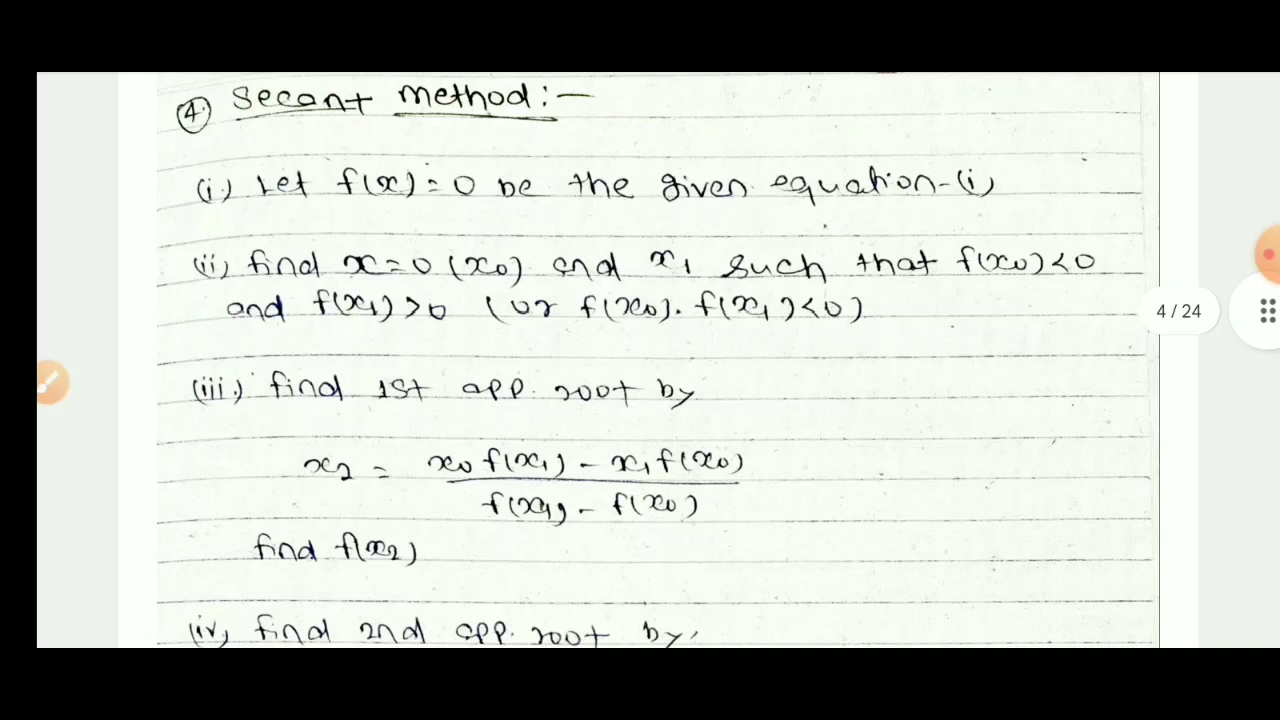 ④ Secant Method:-
(i) Let f(x)=0 be the given equation-(i)
(ii) find x=0 (x₀) and x₁ such that f(x₀)<0
and f(x₁)>0 (or f(x₀). f(x₁)<0)
4 / 24
(iii) find 1st app. root by
x₂ = x₀ f(x₁) - x₁ f(x₀)
f(x₁) - f(x₀)
find f(x₂)
(iv) find 2nd app. root by,